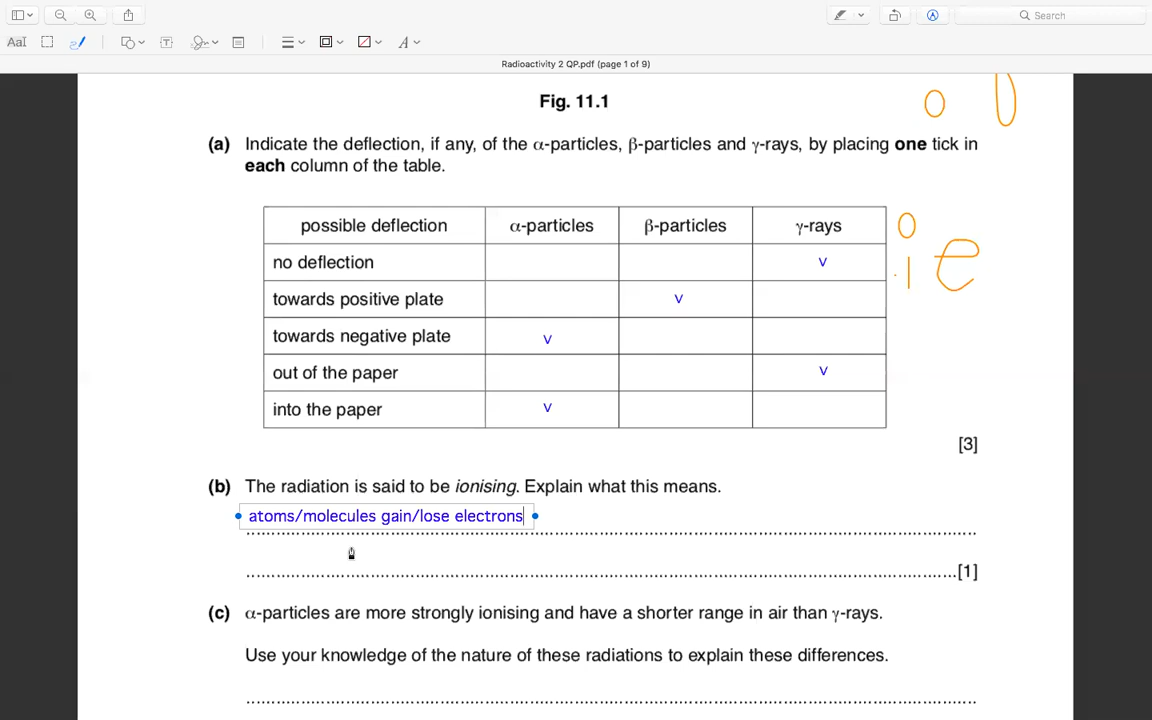 Search
AaI
Radioactivity 2 QP.pdf (page 1 of 9)
Fig. 11.1
(a) Indicate the deflection, if any, of the α-particles, β-particles and γ-rays, by placing one tick in
each column of the table.
possible deflection α-particles β-particles γ-rays
no deflection v
towards positive plate v
towards negative plate v
out of the paper v
into the paper v
0
-1 e
[3]
(b) The radiation is said to be ionising. Explain what this means.
atoms/molecules gain/lose electrons
[1]
(c) α-particles are more strongly ionising and have a shorter range in air than γ-rays.
Use your knowledge of the nature of these radiations to explain these differences.